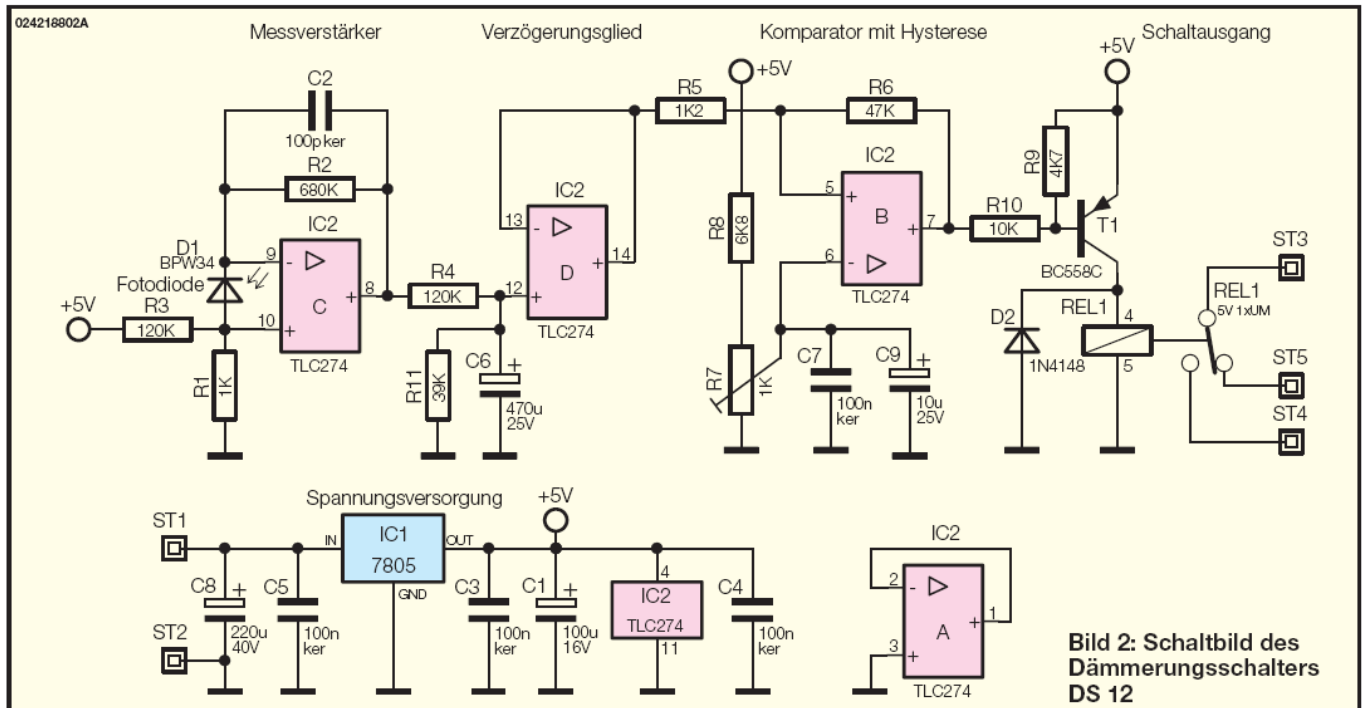 024218802A
Messverstärker
Verzögerungsglied
Komparator mit Hysterese
Schaltausgang
+5V
+5V
C2
100p ker
R2
680K
IC2
D1
BPW34
Fotodiode
9
-
C
+
8
10
+
TLC274
+5V
R3
120K
R1
1K
R4
120K
R11
39K
C6
+
470u
25V
IC2
13
-
D
+
14
12
+
TLC274
R5
1K2
R6
47K
IC2
5
+
B
+
7
6
-
TLC274
R8
6K8
R7
1K
C7
100n
ker
C9
+
10u
25V
R9
4K7
R10
10K
T1
BC558C
D2
1N4148
REL1
4
5
REL1
5V 1xUM
ST3
ST5
ST4
Spannungsversorgung
+5V
ST1
IN
IC1
7805
OUT
GND
ST2
C8
+
220u
40V
C5
100n
ker
C3
100n
ker
C1
+
100u
16V
4
IC2
TLC274
11
C4
100n
ker
IC2
2
-
A
+
1
3
+
TLC274
Bild 2: Schaltbild des
Dämmerungsschalters
DS 12